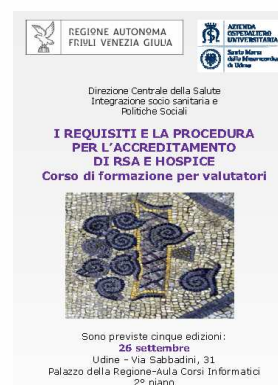 REGIONE AUTONOMA
FRIULI VENEZIA GIULIA
AZIENDA
OSPEDALIERO
UNIVERSITARIA
Santa Maria
della Misericordia
di Udine
Direzione Centrale della Salute
Integrazione socio sanitaria e
Politiche Sociali
I REQUISITI E LA PROCEDURA
PER L'ACCREDITAMENTO
DI RSA E HOSPICE
Corso di formazione per valutatori
Sono previste cinque edizioni:
26 settembre
Udine – Via Sabbadini, 31
Palazzo della Regione-Aula Corsi Informatici
2° piano